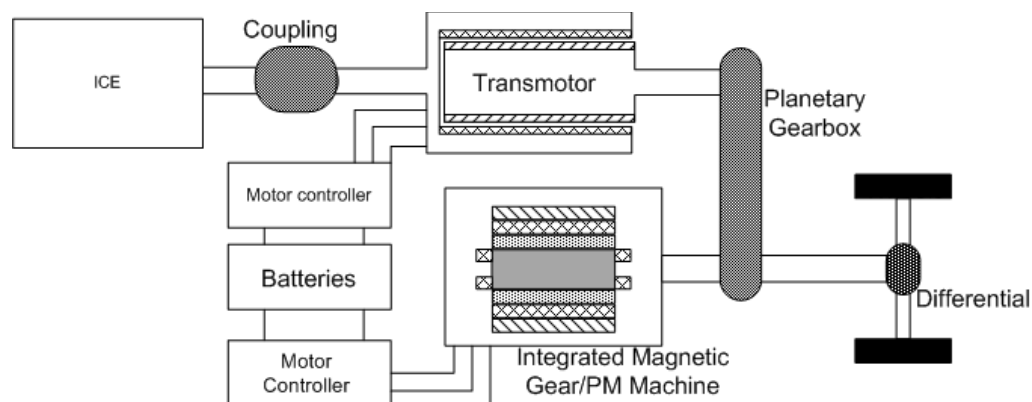 Coupling
ICE
Transmotor
Planetary
Gearbox
Motor controller
Batteries
Differential
Motor
Controller
Integrated Magnetic
Gear/PM Machine